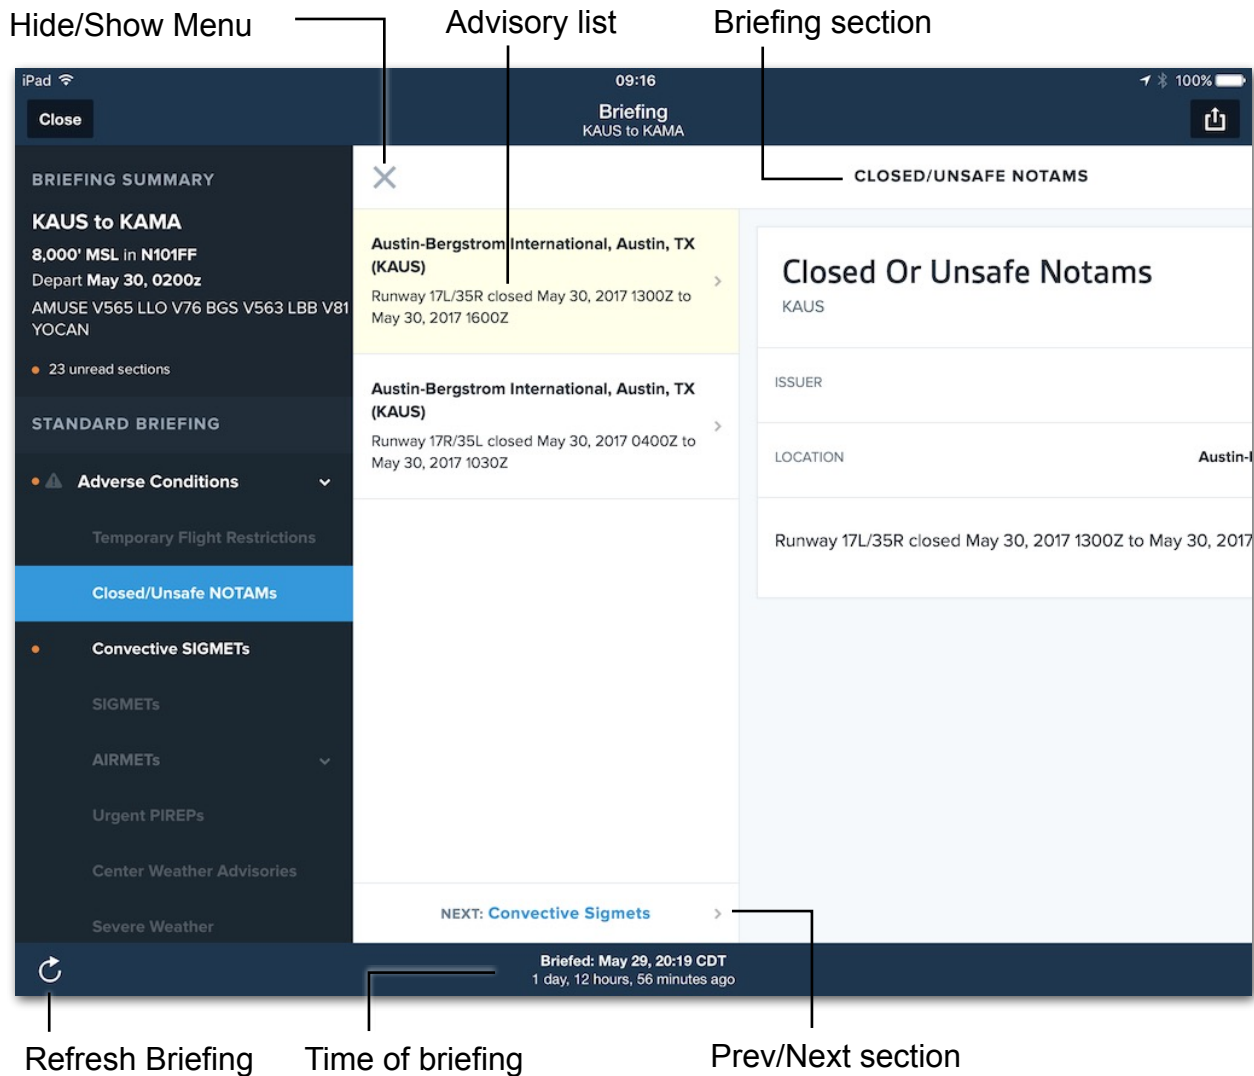 Hide/Show Menu
Advisory list
Briefing section
iPad
09:16
100%
Close
Briefing
KAUS to KAMA
BRIEFING SUMMARY
KAUS to KAMA
8,000' MSL in N101FF
Depart May 30, 0200z
AMUSE V565 LLO V76 BGS V563 LBB V81
YOCAN
23 unread sections
STANDARD BRIEFING
Adverse Conditions
Temporary Flight Restrictions
Closed/Unsafe NOTAMs
Convective SIGMETs
SIGMETs
AIRMETs
Urgent PIREPs
Center Weather Advisories
Severe Weather
Austin-Bergstrom International, Austin, TX
(KAUS)
Runway 17L/35R closed May 30, 2017 1300Z to
May 30, 2017 1600Z
Austin-Bergstrom International, Austin, TX
(KAUS)
Runway 17R/35L closed May 30, 2017 0400Z to
May 30, 2017 1030Z
NEXT: Convective Sigmets
CLOSED/UNSAFE NOTAMS
Closed Or Unsafe Notams
KAUS
ISSUER
LOCATION
Austin-
Runway 17L/35R closed May 30, 2017 1300Z to May 30, 2017
Briefed: May 29, 20:19 CDT
1 day, 12 hours, 56 minutes ago
Refresh Briefing
Time of briefing
Prev/Next section